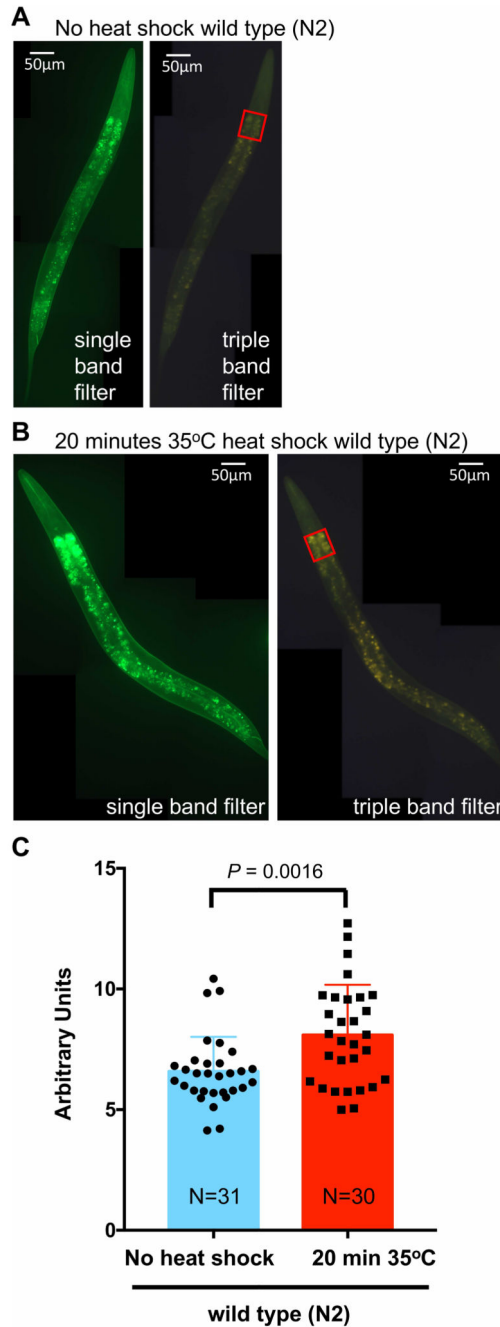 A
No heat shock wild type (N2)
50µm
50µm
single
band
filter
triple
band
filter
B
20 minutes 35°C heat shock wild type (N2)
50µm
50µm
single band filter
triple band filter
C
P = 0.0016
15
10
5
0
Arbitrary Units
N=31
N=30
No heat shock
20 min 35°C
wild type (N2)